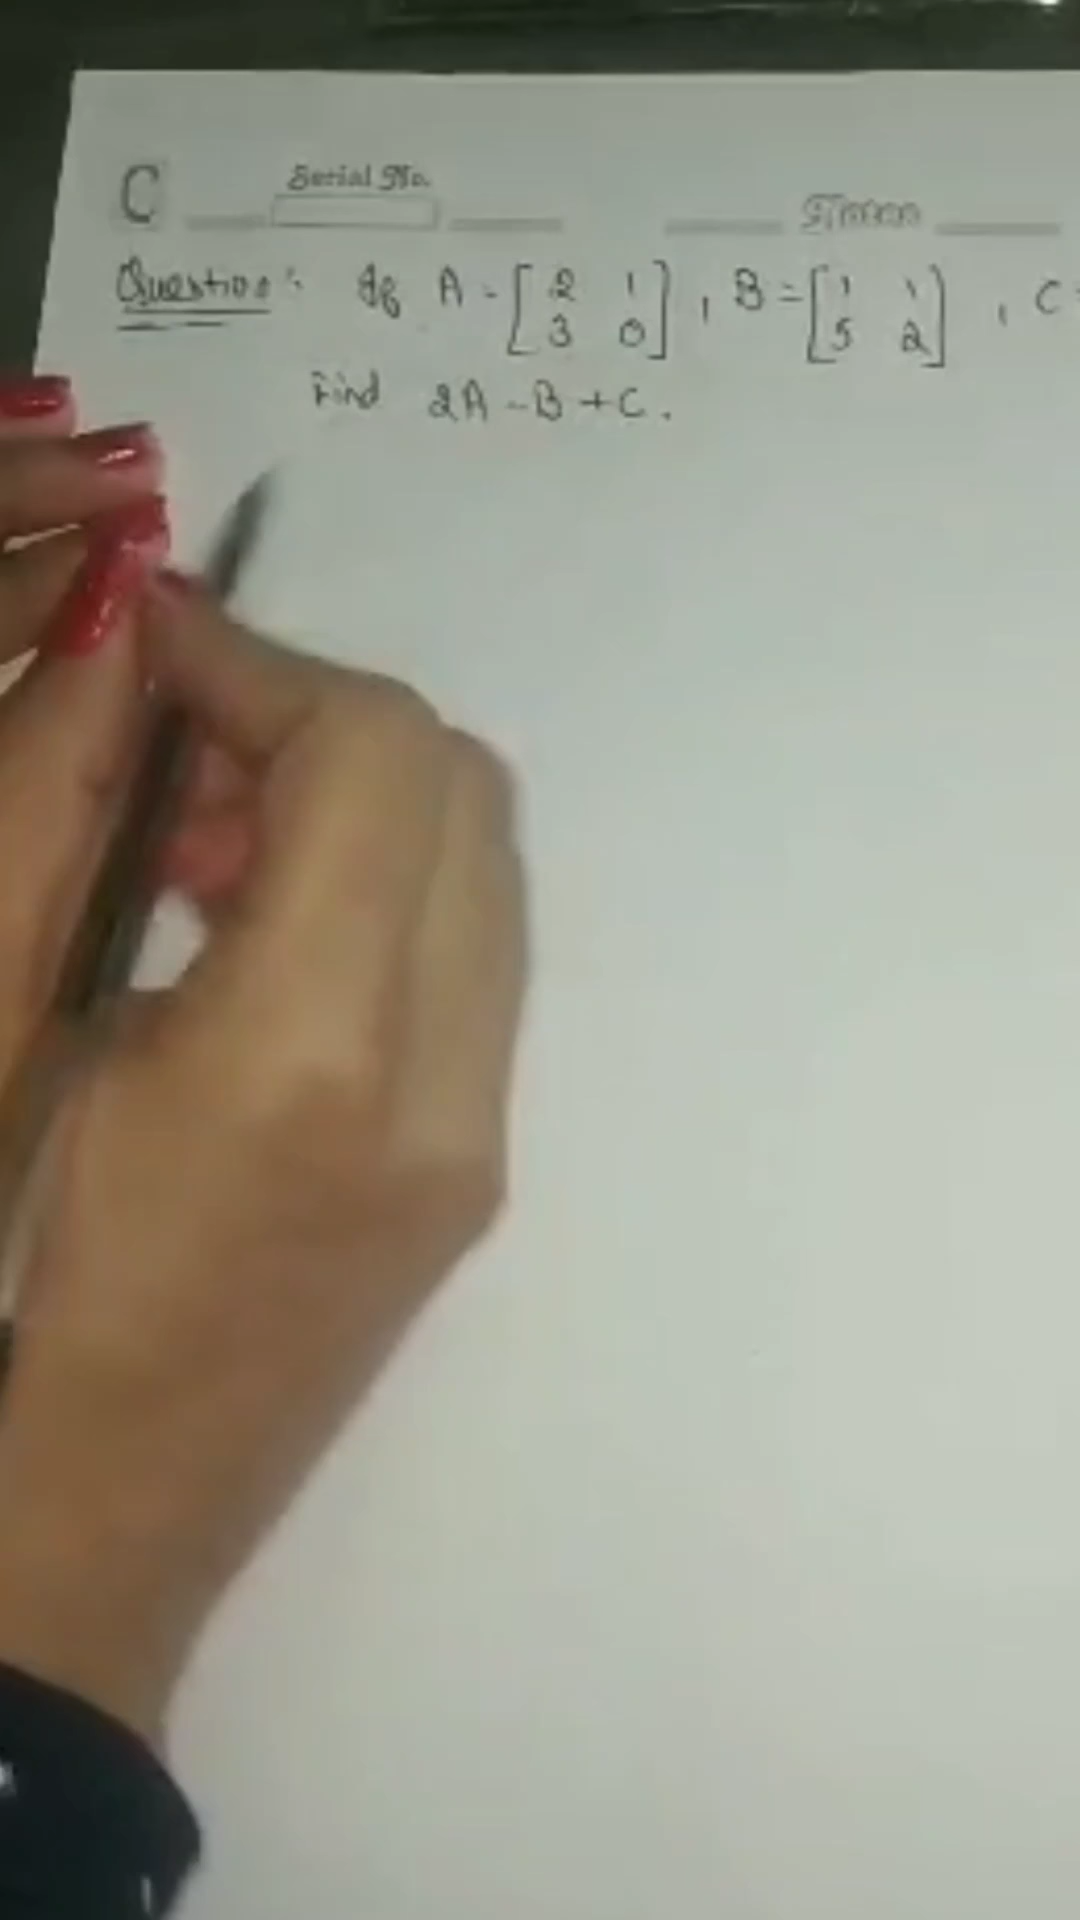 C Serial No.
Question:- If A = [2 1 3 0], B = [1 1 5 2], C
Find 2A - B + C.